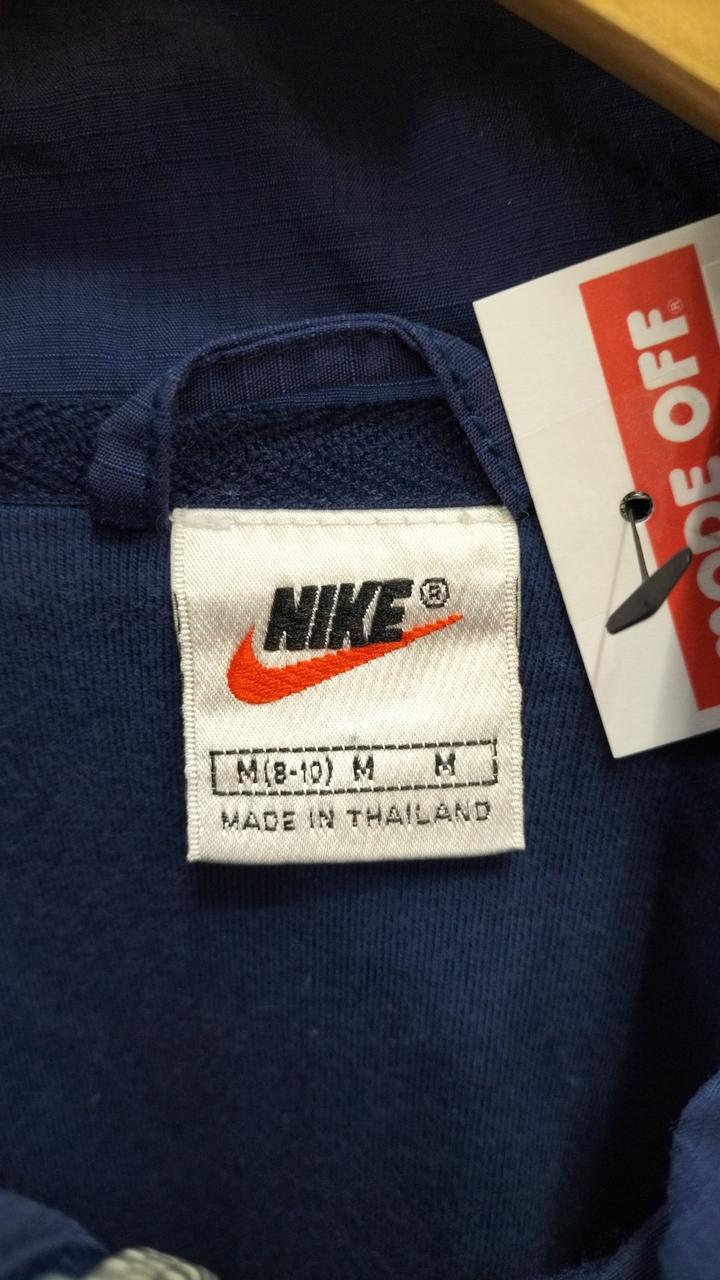 NIKE®
M(8-10) M M
MADE IN THAILAND
MODE OFF®